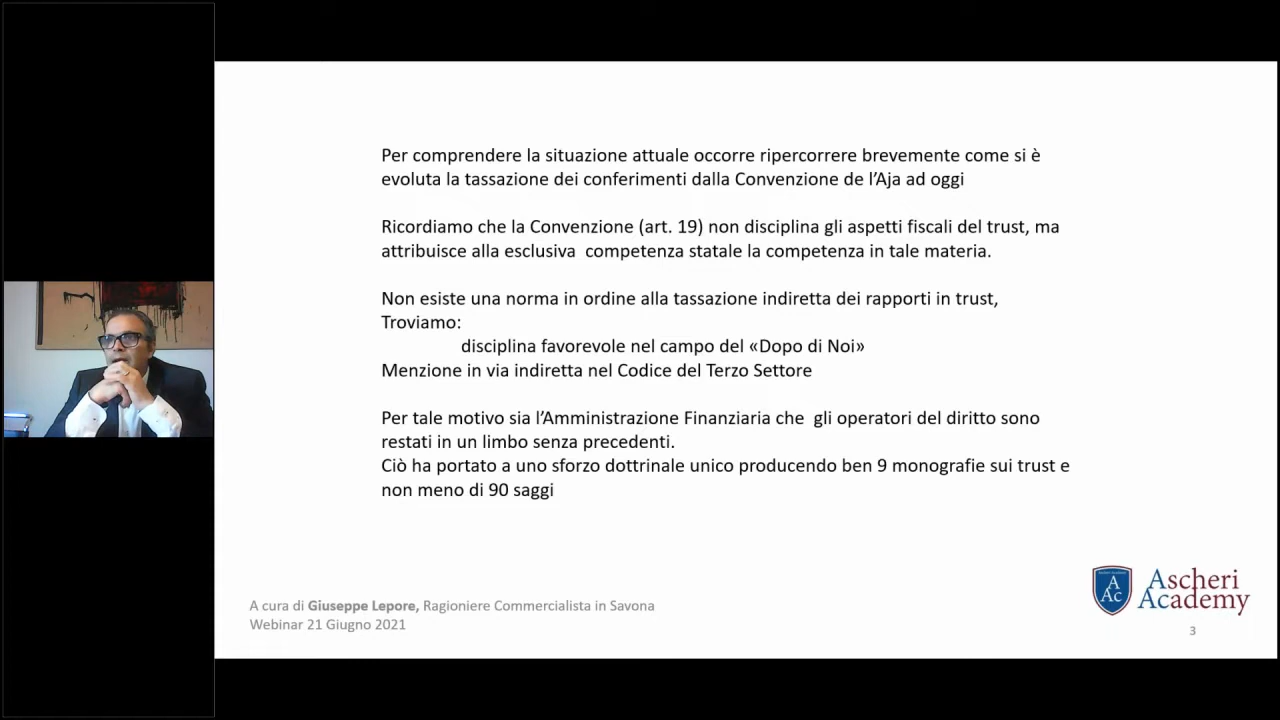 Per comprendere la situazione attuale occorre ripercorrere brevemente come si è
evoluta la tassazione dei conferimenti dalla Convenzione de l’Aja ad oggi
Ricordiamo che la Convenzione (art. 19) non disciplina gli aspetti fiscali del trust, ma
attribuisce alla esclusiva  competenza statale la competenza in tale materia.
Non esiste una norma in ordine alla tassazione indiretta dei rapporti in trust,
Troviamo:
disciplina favorevole nel campo del «Dopo di Noi»
Menzione in via indiretta nel Codice del Terzo Settore
Per tale motivo sia l’Amministrazione Finanziaria che  gli operatori del diritto sono
restati in un limbo senza precedenti.
Ciò ha portato a uno sforzo dottrinale unico producendo ben 9 monografie sui trust e
non meno di 90 saggi
A cura di Giuseppe Lepore, Ragioniere Commercialista in Savona
Webinar 21 Giugno 2021
A
Ac
Ascheri
Academy
3